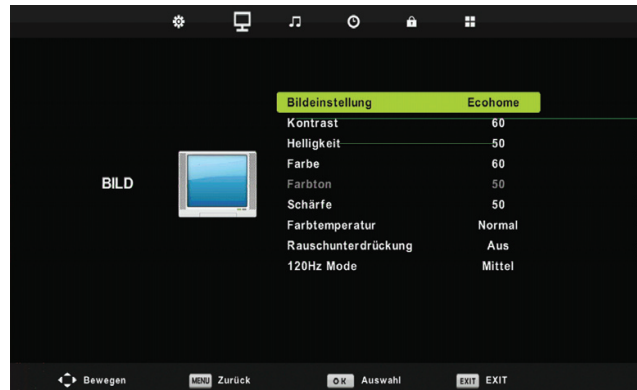 Bildeinstellung Ecohome
Kontrast 60
Helligkeit 50
Farbe 60
BILD
Farbton 50
Schärfe 50
Farbtemperatur Normal
Rauschunterdrückung Aus
120Hz Mode Mittel
Bewegen MENU Zurück OK Auswahl EXIT EXIT